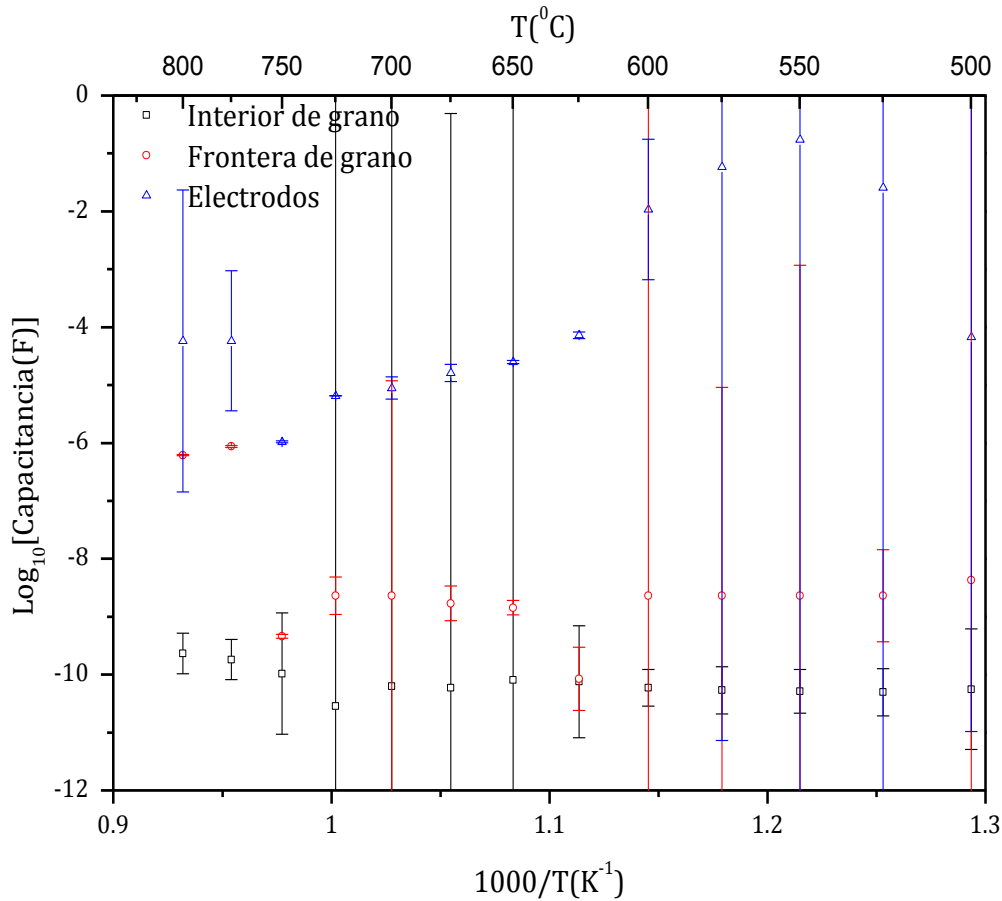 T(⁰C)
800 750 700 650 600 550 500
0
-2
-4
-6
-8
-10
-12
Log₁₀[Capacitancia(F)]
Interior de grano
Frontera de grano
Electrodos
0.9 1 1.1 1.2 1.3
1000/T(K⁻¹)